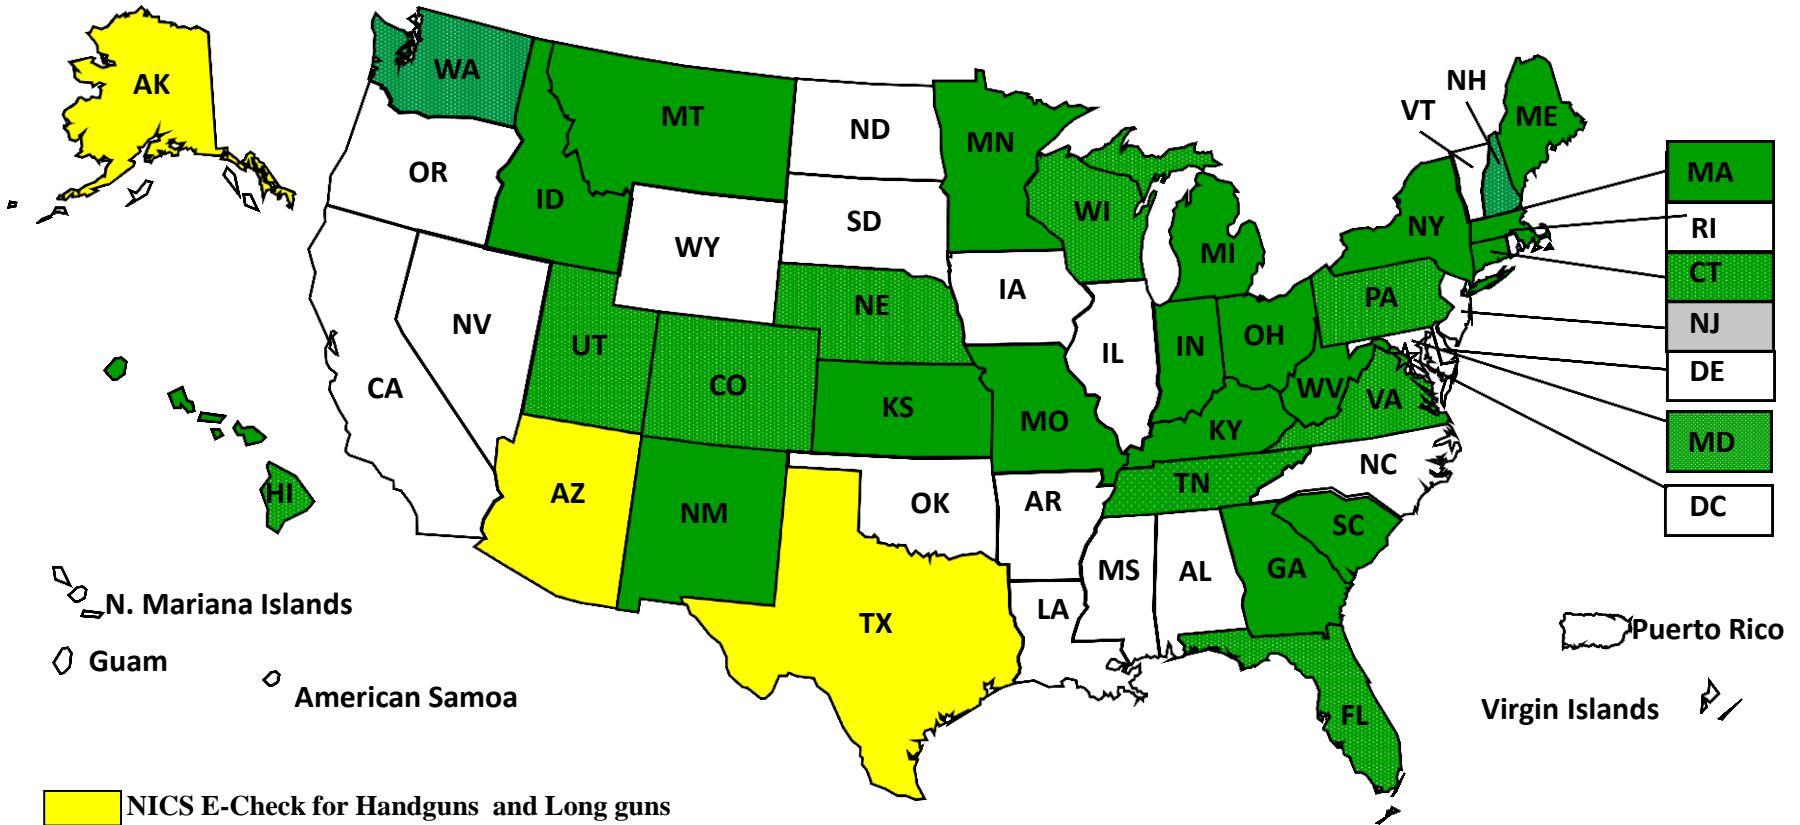 AK
WA
MT
ND
MN
VT
NH
ME
OR
ID
WY
SD
WI
MI
NY
MA
RI
CT
NJ
DE
MD
DC
NV
UT
CO
NE
IA
IL
IN
OH
PA
CA
KS
MO
KY
WV
VA
HI
AZ
NM
OK
AR
TN
NC
SC
MS
AL
GA
TX
LA
FL
N. Mariana Islands
Guam
American Samoa
Puerto Rico
Virgin Islands
NICS E-Check for Handguns and Long guns